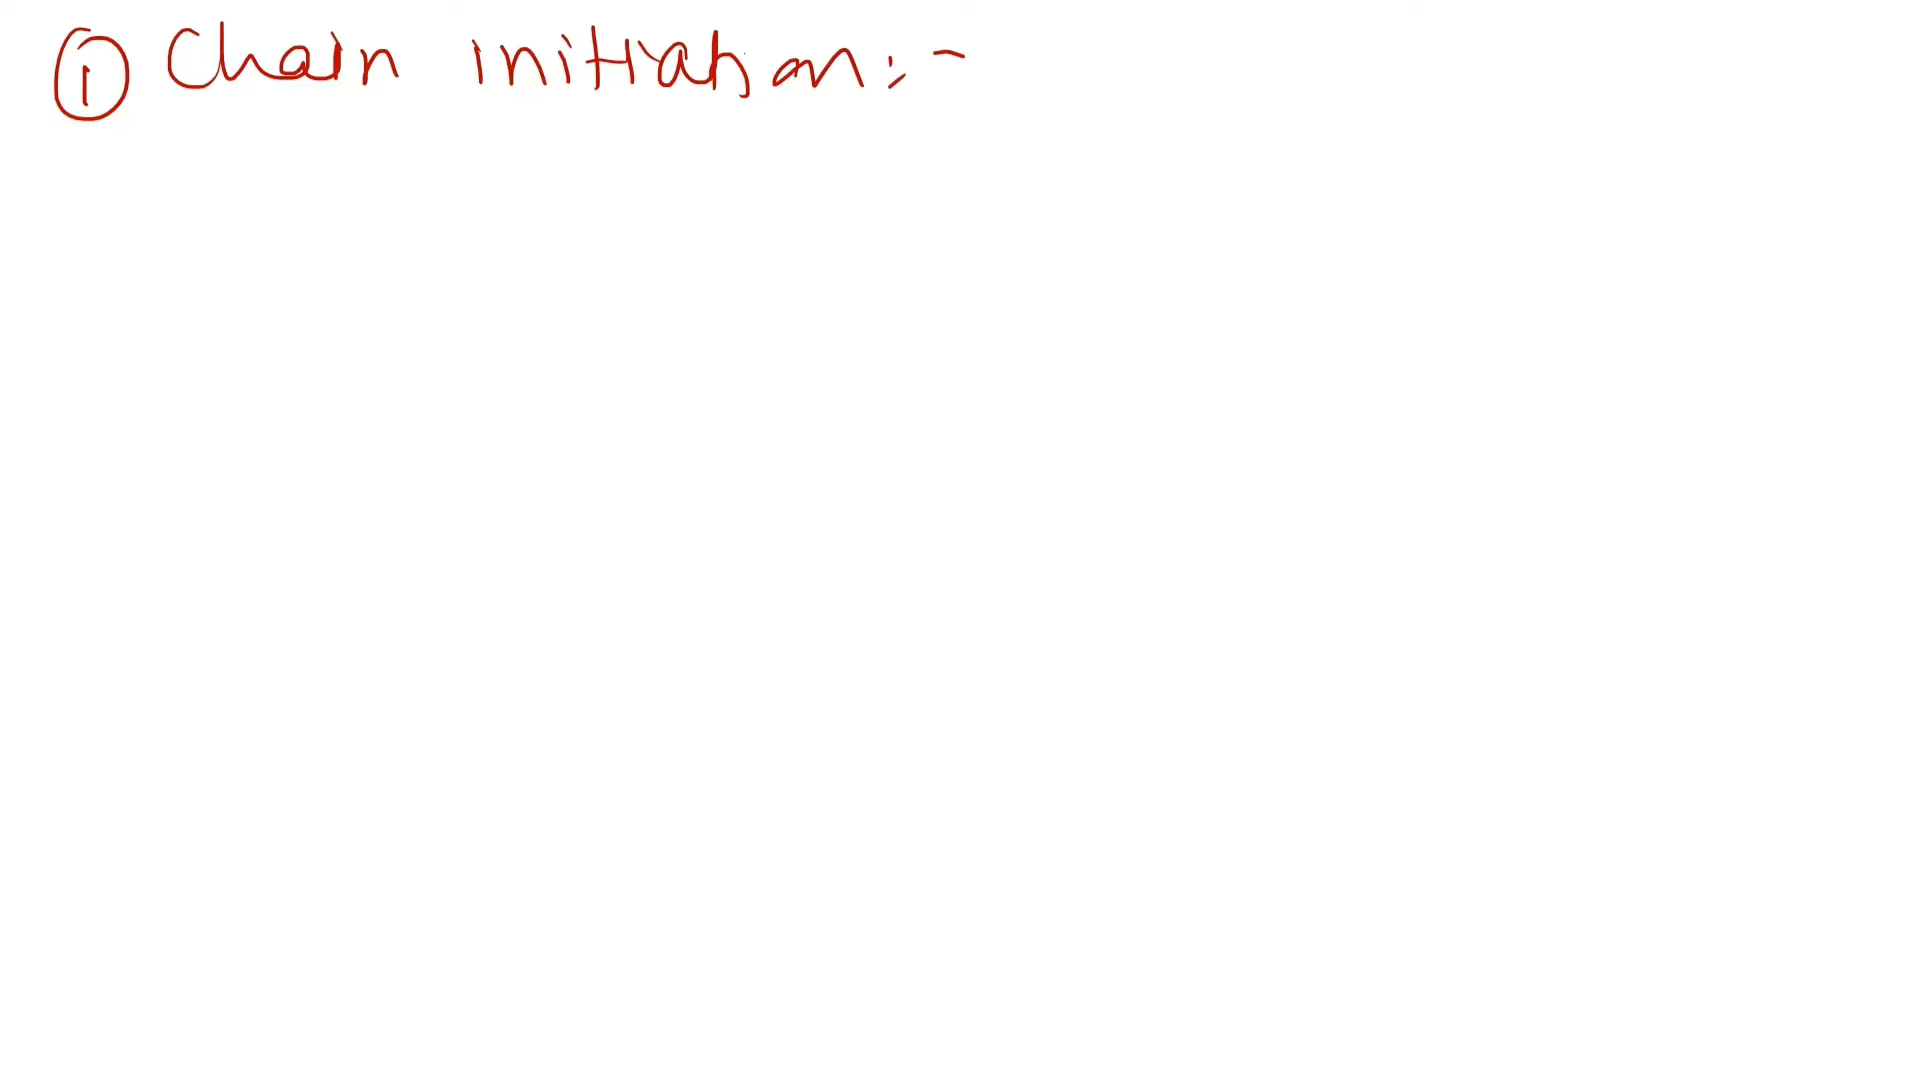 ① Chain initiation :-